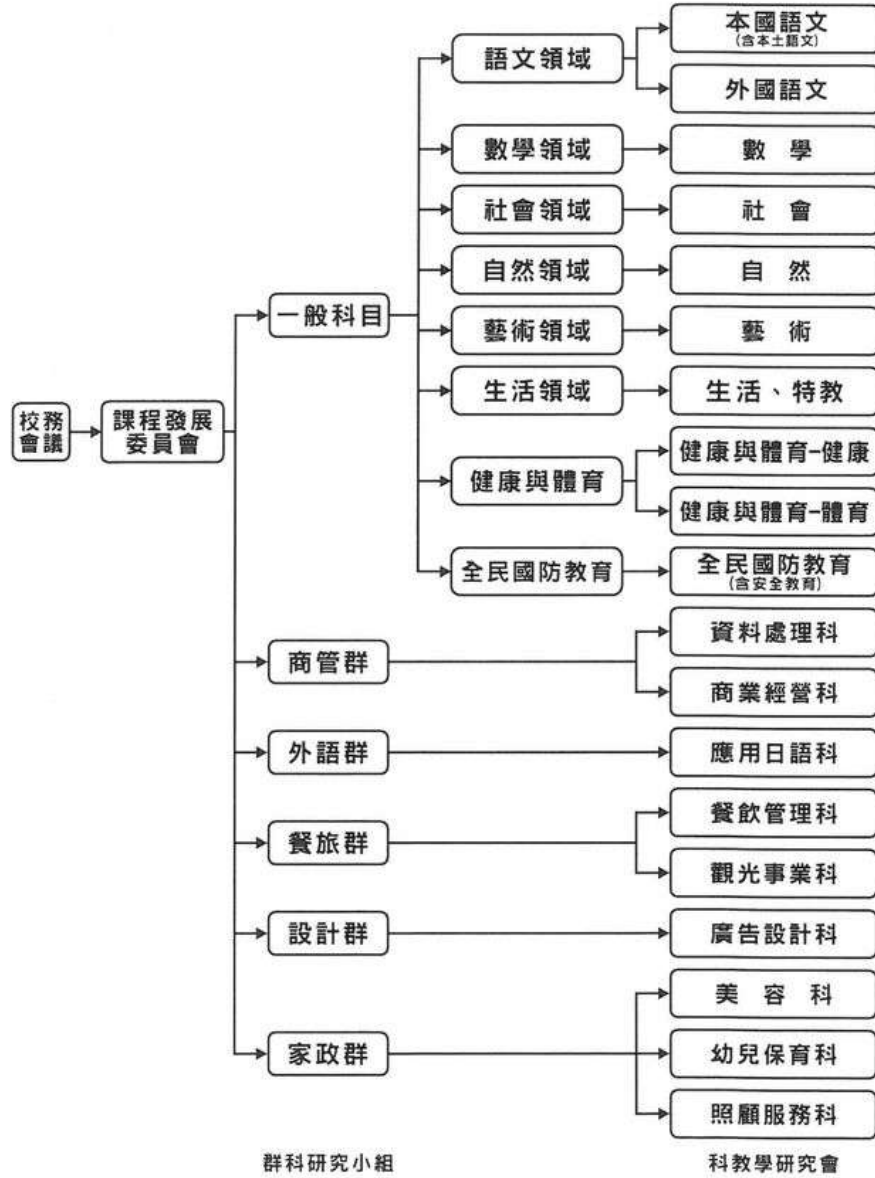 本國語文
(含本土語文)
語文領域
外國語文
數學領域
數 學
社會領域
社 會
自然領域
自 然
一般科目
藝術領域
藝 術
生活領域
生活、特教
校務
會議
課程發展
委員會
健康與體育
健康與體育-健康
健康與體育-體育
全民國防教育
全民國防教育
(含安全教育)
商管群
資料處理科
商業經營科
外語群
應用日語科
餐旅群
餐飲管理科
觀光事業科
設計群
廣告設計科
家政群
美 容 科
幼兒保育科
照顧服務科
群科研究小組
科教學研究會